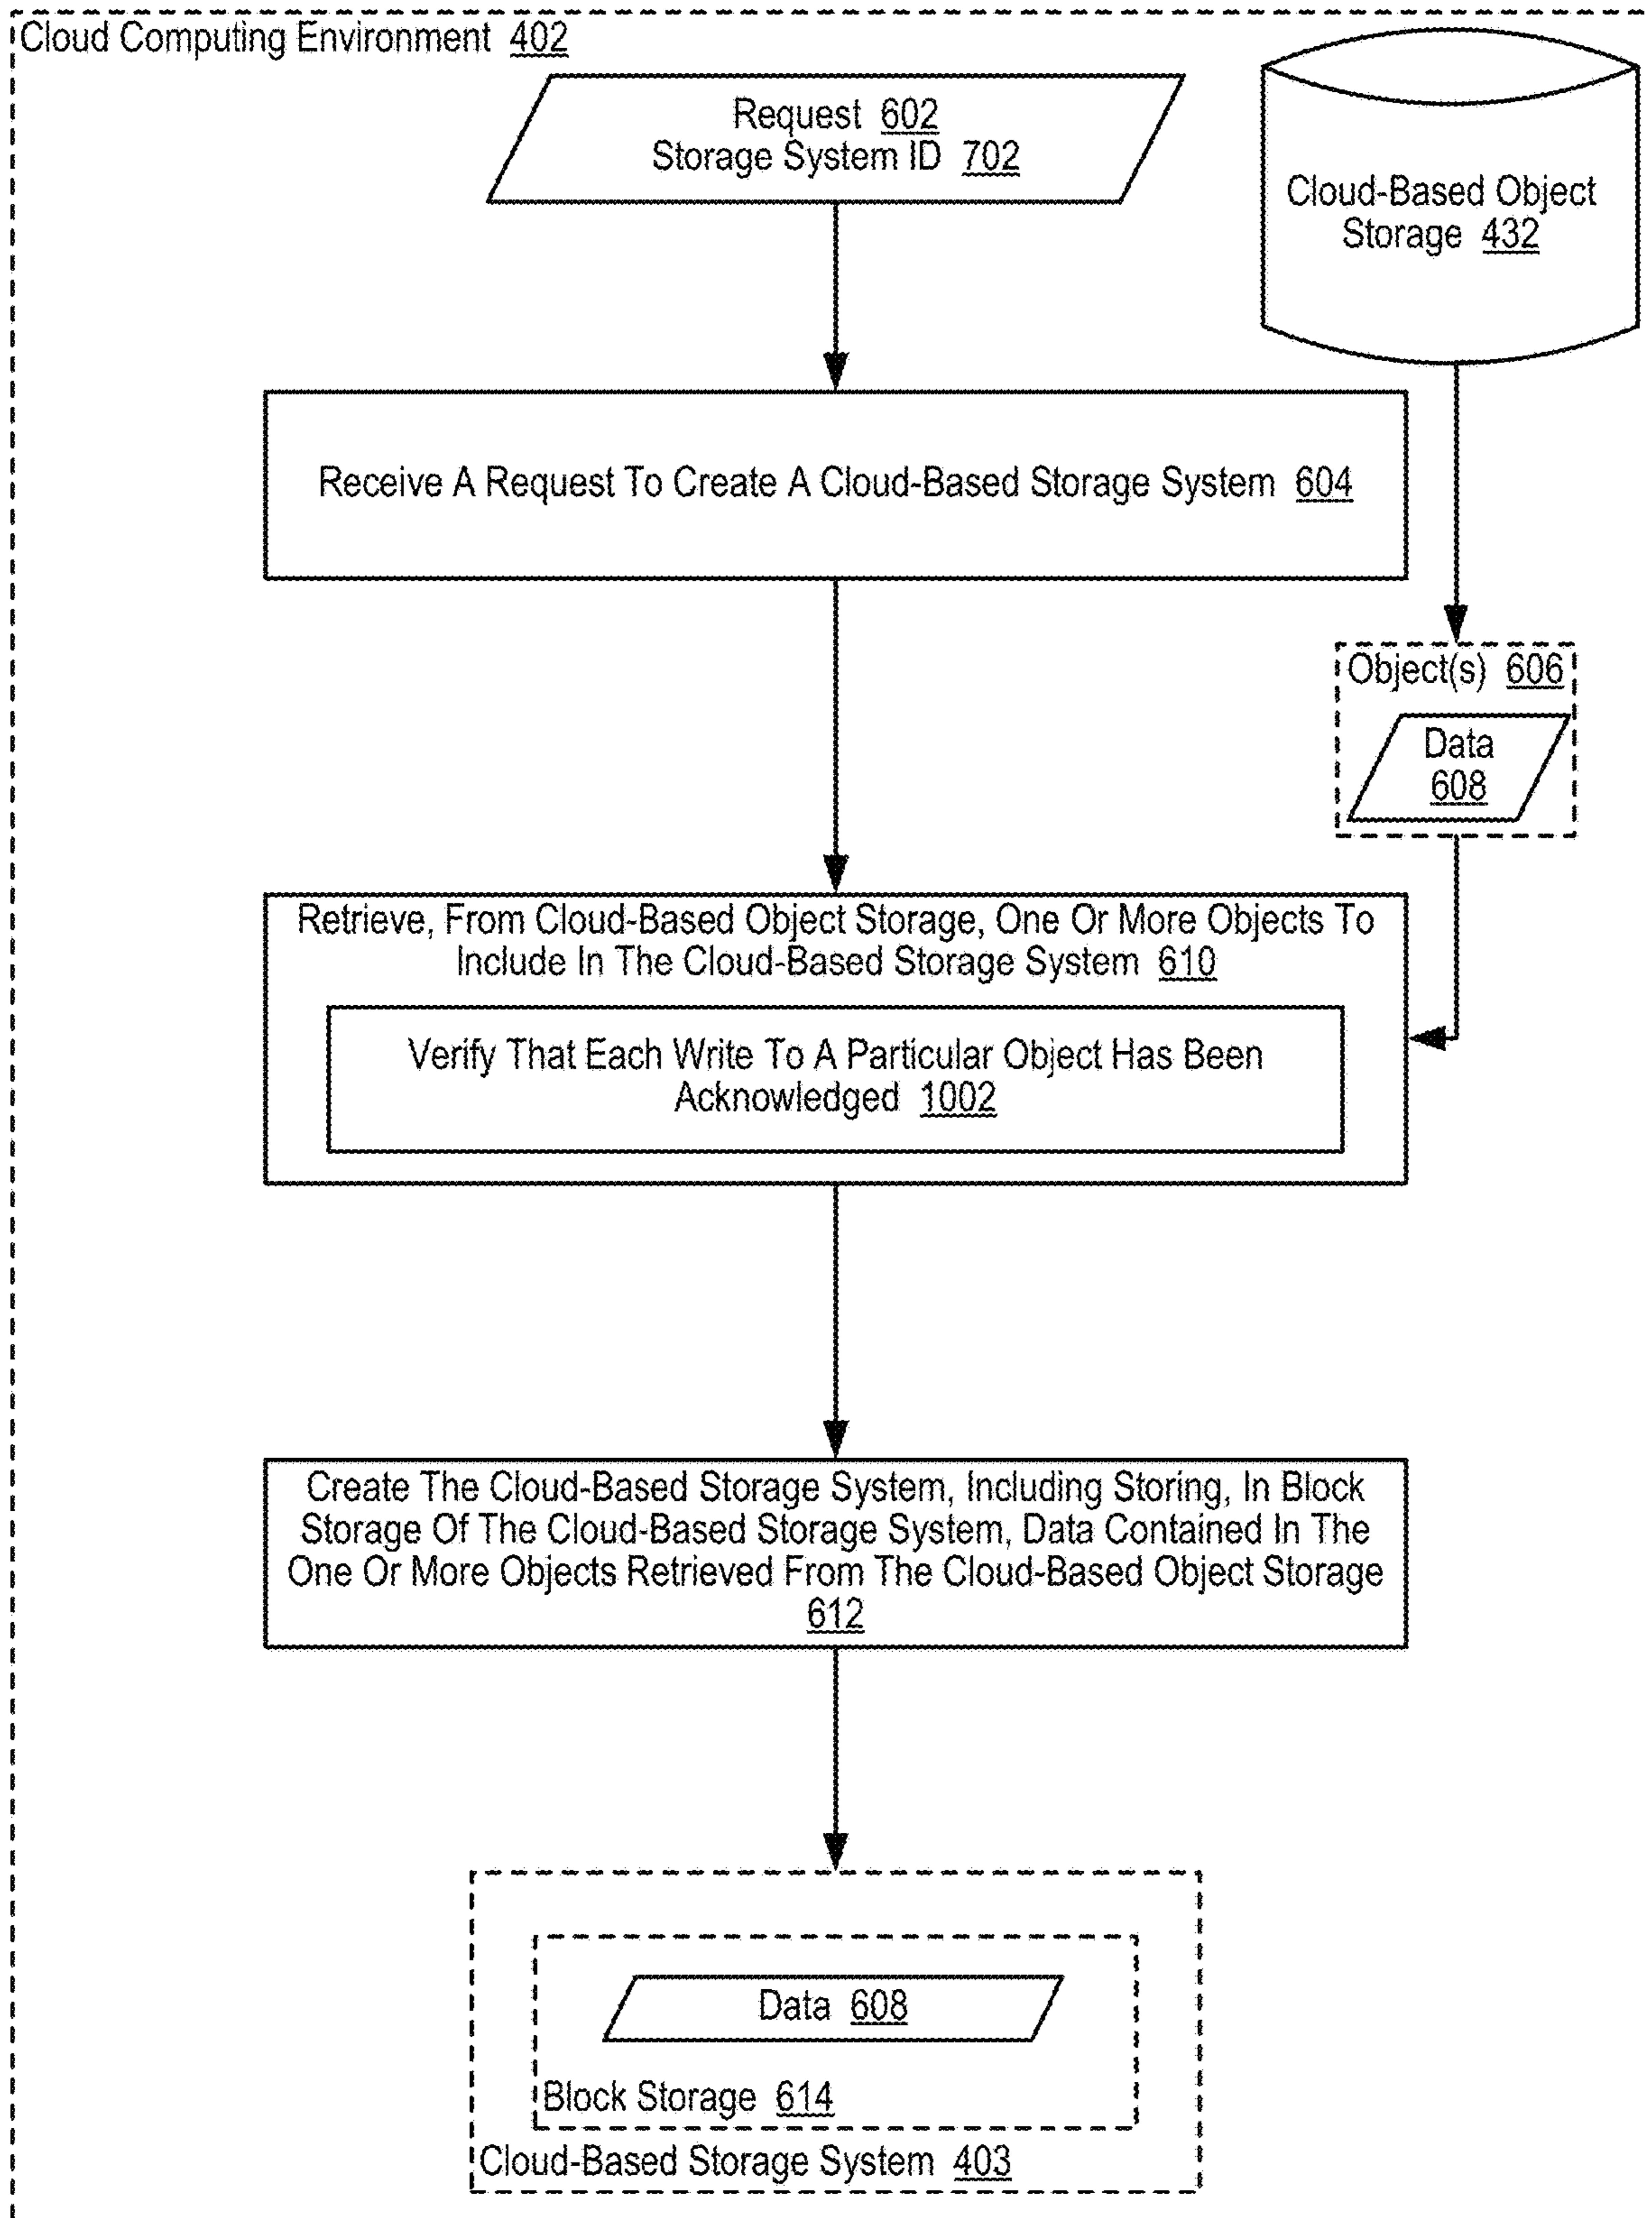 Cloud Computing Environment 402
Request 602
Storage System ID 702
Cloud-Based Object
Storage 432
Receive A Request To Create A Cloud-Based Storage System 604
Object(s) 606
Data
608
Retrieve, From Cloud-Based Object Storage, One Or More Objects To
Include In The Cloud-Based Storage System 610
Verify That Each Write To A Particular Object Has Been
Acknowledged 1002
Create The Cloud-Based Storage System, Including Storing, In Block
Storage Of The Cloud-Based Storage System, Data Contained In The
One Or More Objects Retrieved From The Cloud-Based Object Storage
612
Data 608
Block Storage 614
Cloud-Based Storage System 403